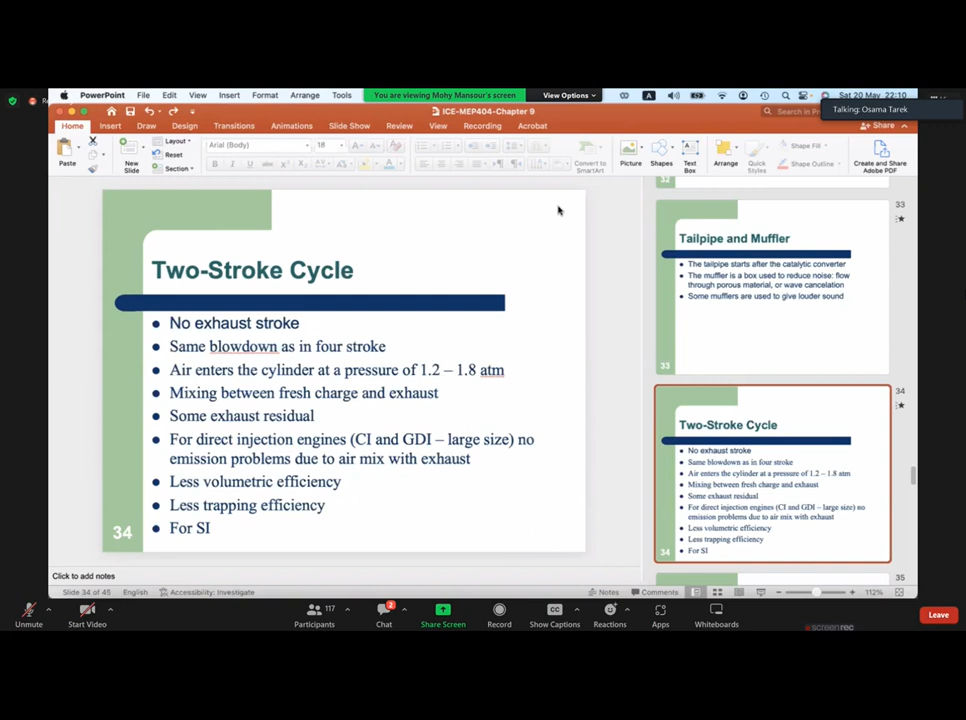 PowerPoint File Edit View Insert Format Arrange Tools You are viewing Mohy Mansour's screen View Options A Sat 20 May 22:10
Talking: Osama Tarek
ICE-MEP404-Chapter 9
Search in
Home Insert Draw Design Transitions Animations Slide Show Review View Recording Acrobat Share
Paste
New Slide
Layout
Reset
Section
Arial (Body) 18
B I U
Convert to SmartArt
Picture
Shapes
Text Box
Arrange
Quick Styles
Shape Fill
Shape Outline
Create and Share Adobe PDF
Two-Stroke Cycle
No exhaust stroke
Same blowdown as in four stroke
Air enters the cylinder at a pressure of 1.2 – 1.8 atm
Mixing between fresh charge and exhaust
Some exhaust residual
For direct injection engines (CI and GDI – large size) no
emission problems due to air mix with exhaust
Less volumetric efficiency
Less trapping efficiency
For SI
34
32
33
Tailpipe and Muffler
The tailpipe starts after the catalytic converter
The muffler is a box used to reduce noise: flow
through porous material, or wave cancelation
Some mufflers are used to give louder sound
33
34
Two-Stroke Cycle
No exhaust stroke
Same blowdown as in four stroke
Air enters the cylinder at a pressure of 1.2 – 1.8 atm
Mixing between fresh charge and exhaust
Some exhaust residual
For direct injection engines (CI and GDI – large size) no
emission problems due to air mix with exhaust
Less volumetric efficiency
Less trapping efficiency
For SI
34
35
Click to add notes
Slide 34 of 45 English Accessibility: Investigate Notes Comments 112%
Unmute
Start Video
117
Participants
2
Chat
Share Screen
Record
CC
Show Captions
Reactions
Apps
Whiteboards
Leave
screenrec